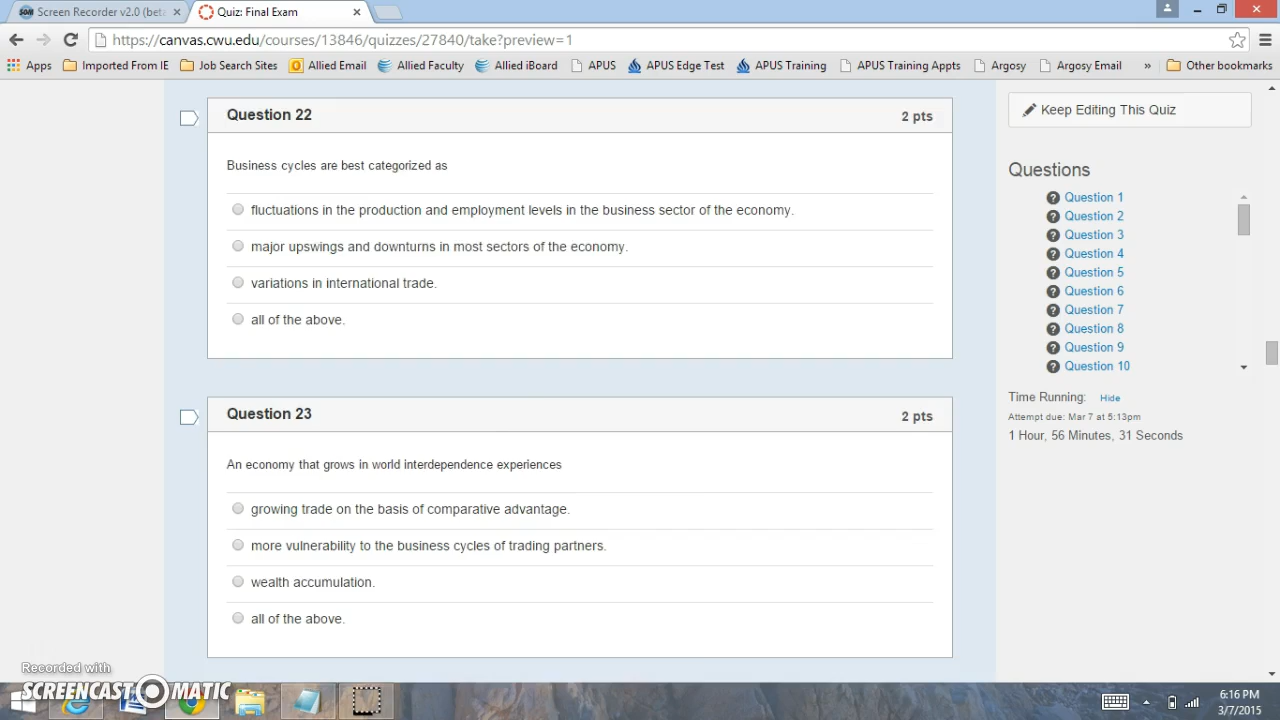 Screen Recorder v2.0 (beta
Quiz: Final Exam
https://canvas.cwu.edu/courses/13846/quizzes/27840/take?preview=1
Apps
Imported From IE
Job Search Sites
Allied Email
Allied Faculty
Allied iBoard
APUS
APUS Edge Test
APUS Training
APUS Training Appts
Argosy
Argosy Email
»
Other bookmarks
Question 22
2 pts
Business cycles are best categorized as
fluctuations in the production and employment levels in the business sector of the economy.
major upswings and downturns in most sectors of the economy.
variations in international trade.
all of the above.
Question 23
2 pts
An economy that grows in world interdependence experiences
growing trade on the basis of comparative advantage.
more vulnerability to the business cycles of trading partners.
wealth accumulation.
all of the above.
Keep Editing This Quiz
Questions
Question 1
Question 2
Question 3
Question 4
Question 5
Question 6
Question 7
Question 8
Question 9
Question 10
Time Running: Hide
Attempt due: Mar 7 at 5:13pm
1 Hour, 56 Minutes, 31 Seconds
Recorded with
SCREENCAST MATIC
6:16 PM
3/7/2015